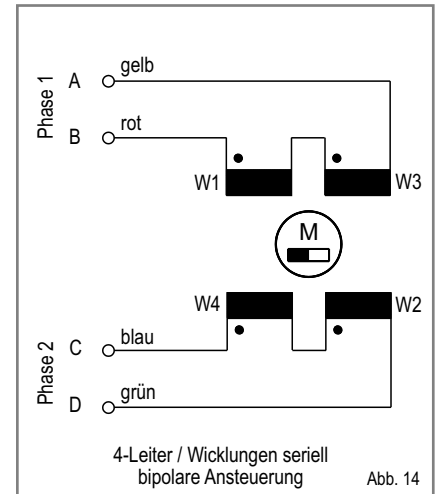 Phase 1
A gelb
B rot
W1 W3
M
W4 W2
Phase 2
C blau
D grün
4-Leiter / Wicklungen seriell
bipolare Ansteuerung
Abb. 14